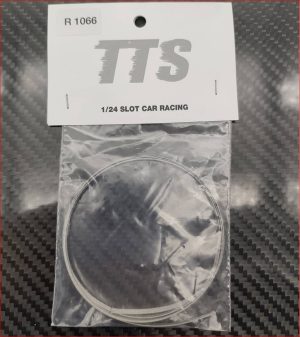 R 1066
TTS
1/24 SLOT CAR RACING